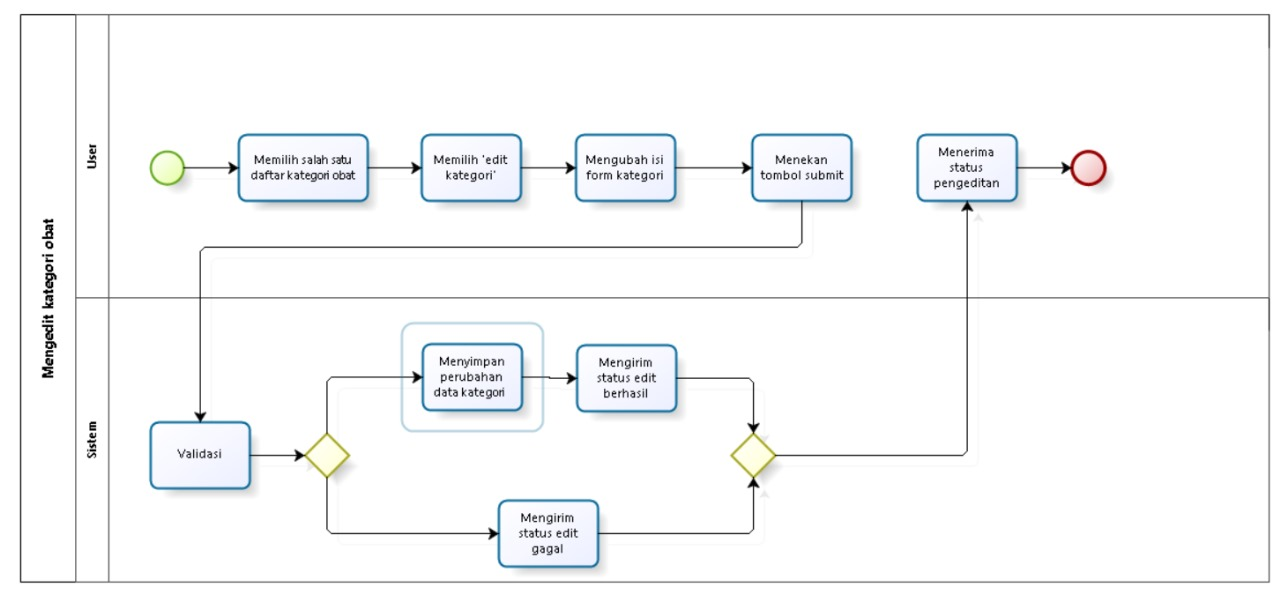 Mengedit kategori obat
User
Memilih salah satu
daftar kategori obat
Memilih 'edit
kategori'
Mengubah isi
form kategori
Menekan
tombol submit
Menerima
status
pengeditan
Sistem
Validasi
Menyimpan
perubahan
data kategori
Mengirim
status edit
berhasil
Mengirim
status edit
gagal